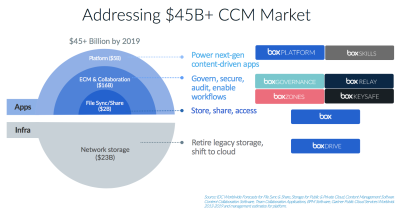 Addressing $45B+ CCM Market
$45+ Billion by 2019
Platform ($5B)
ECM & Collaboration
($16B)
File Sync/Share
($2B)
Apps
Infra
Network storage
($23B)
Power next-gen
content-driven apps
Govern, secure,
audit, enable
workflows
Store, share, access
Retire legacy storage,
shift to cloud
box PLATFORM
box SKILLS
box GOVERNANCE
box RELAY
box ZONES
box KEYSAFE
box
box DRIVE